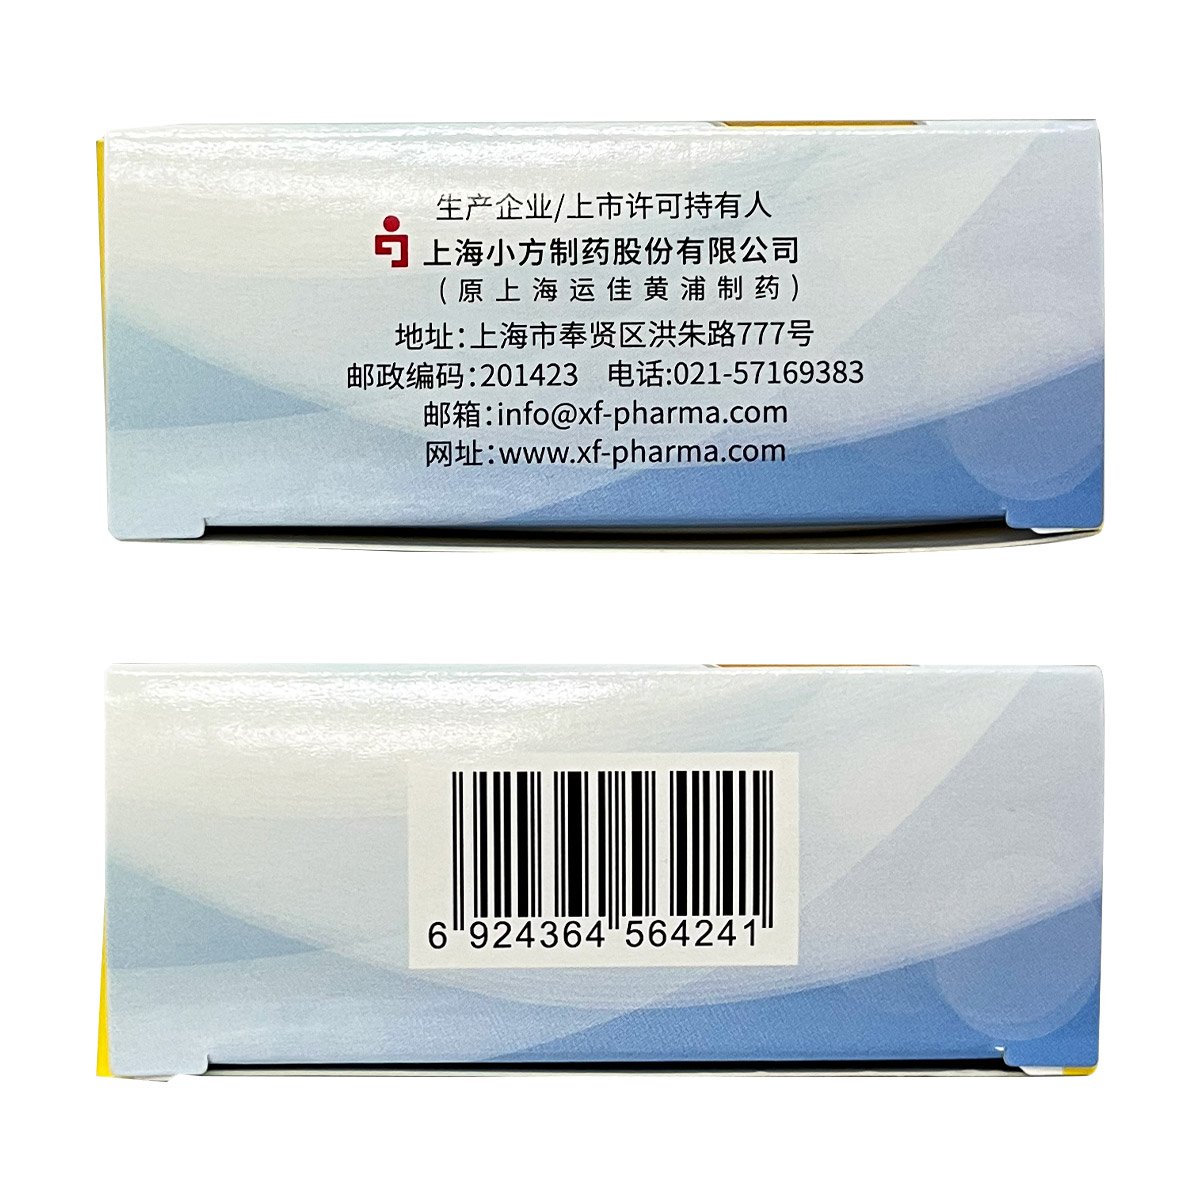 生产企业/上市许可持有人
上海小方制药股份有限公司
(原上海运佳黄浦制药)
地址:上海市奉贤区洪朱路777号
邮政编码:201423 电话:021-57169383
邮箱:info@xf-pharma.com
网址:www.xf-pharma.com
6 924364 564241